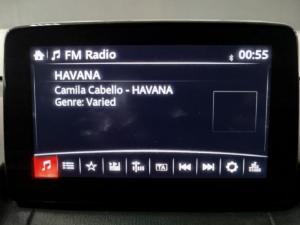 FM Radio 00:55
HAVANA
Camila Cabello - HAVANA
Genre: Varied
TA